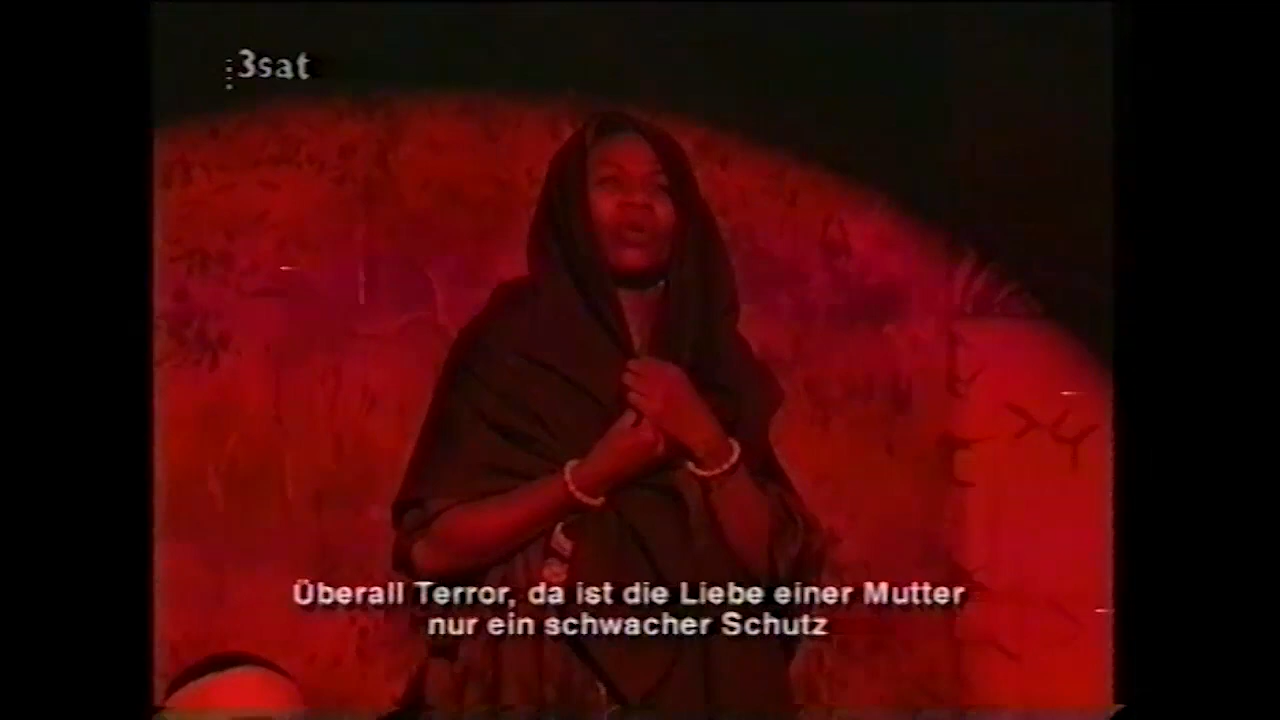 3sat
Überall Terror, da ist die Liebe einer Mutter
nur ein schwacher Schutz